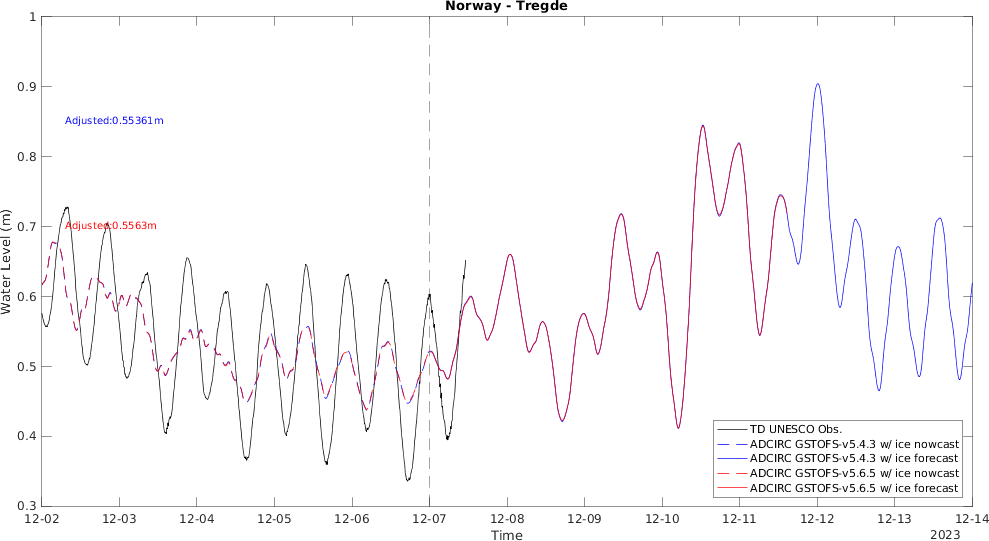 Norway - Tregde
1
0.9
0.8
0.7
0.6
0.5
0.4
0.3
Water Level (m)
Adjusted:0.55361m
Adjusted:0.5563m
TD UNESCO Obs.
ADCIRC GSTOFS-v5.4.3 w/ ice nowcast
ADCIRC GSTOFS-v5.4.3 w/ ice forecast
ADCIRC GSTOFS-v5.6.5 w/ ice nowcast
ADCIRC GSTOFS-v5.6.5 w/ ice forecast
12-02 12-03 12-04 12-05 12-06 12-07 12-08 12-09 12-10 12-11 12-12 12-13 12-14
Time
2023